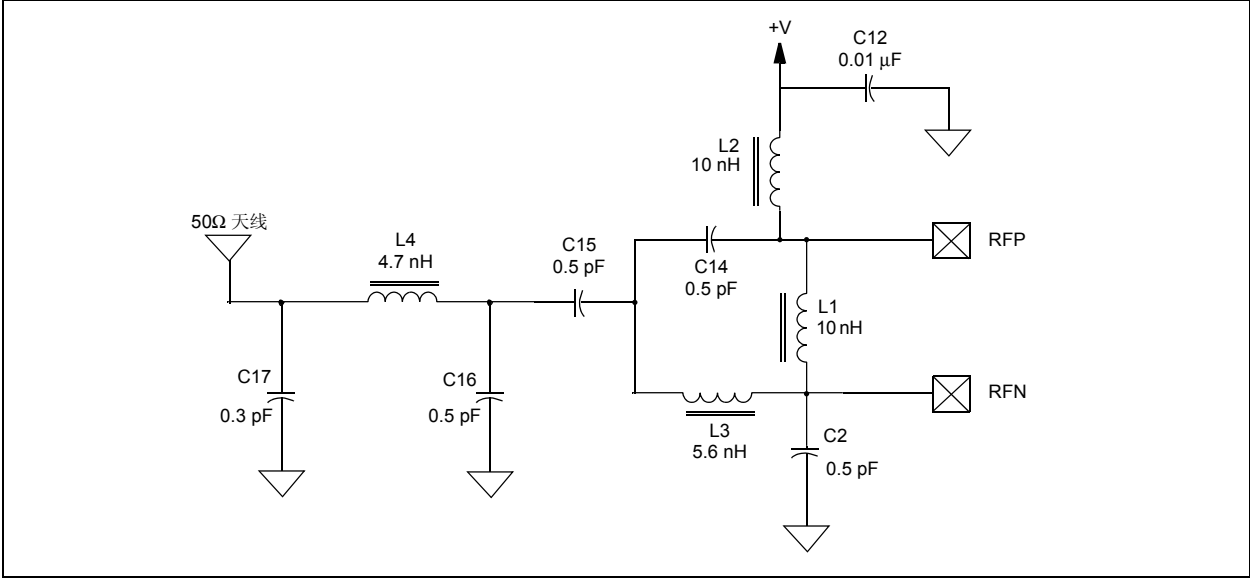 +V
C12
0.01 μF
L2
10 nH
50Ω 天线
L4
4.7 nH
C15
0.5 pF
C14
0.5 pF
RFP
L1
10 nH
C17
0.3 pF
C16
0.5 pF
L3
5.6 nH
RFN
C2
0.5 pF